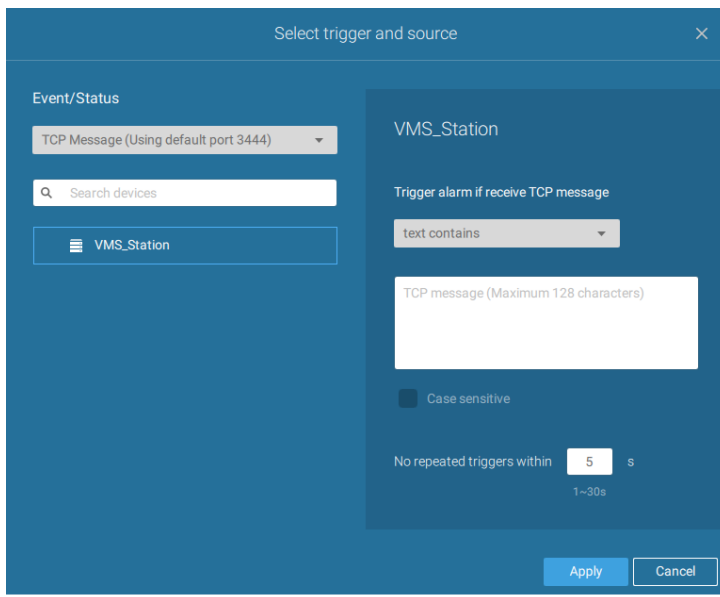 Select trigger and source
Event/Status
TCP Message (Using default port 3444)
Search devices
VMS_Station
VMS_Station
Trigger alarm if receive TCP message
text contains
TCP message (Maximum 128 characters)
Case sensitive
No repeated triggers within 5 s
1~30s
Apply
Cancel